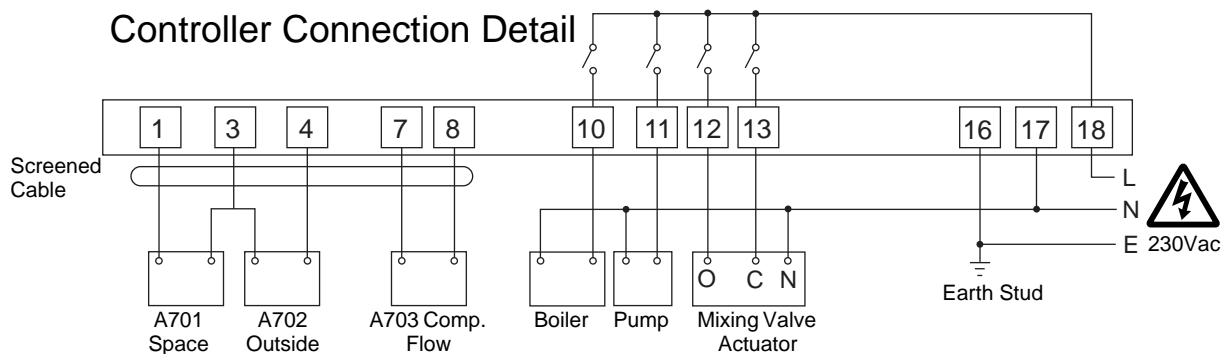 Controller Connection Detail
1 3 4 7 8 10 11 12 13 16 17 18
Screened
Cable
L
N
E 230Vac
O C N
Earth Stud
A701
Space
A702
Outside
A703 Comp.
Flow
Boiler
Pump
Mixing Valve
Actuator